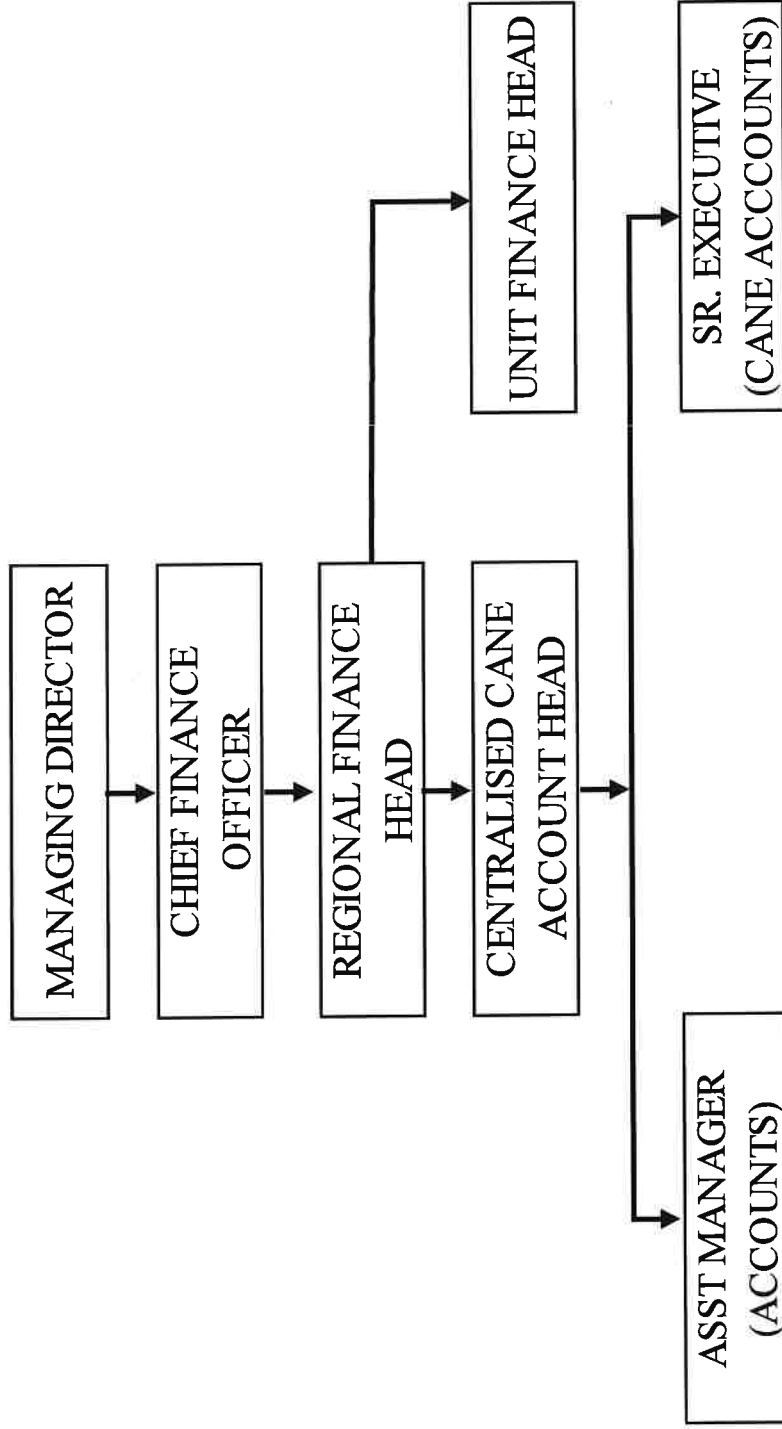 MANAGING DIRECTOR
CHIEF FINANCE
OFFICER
REGIONAL FINANCE
HEAD
CENTRALISED CANE
ACCOUNT HEAD
UNIT FINANCE HEAD
ASST MANAGER
(ACCOUNTS)
SR. EXECUTIVE
(CANE ACCCOUNTS)